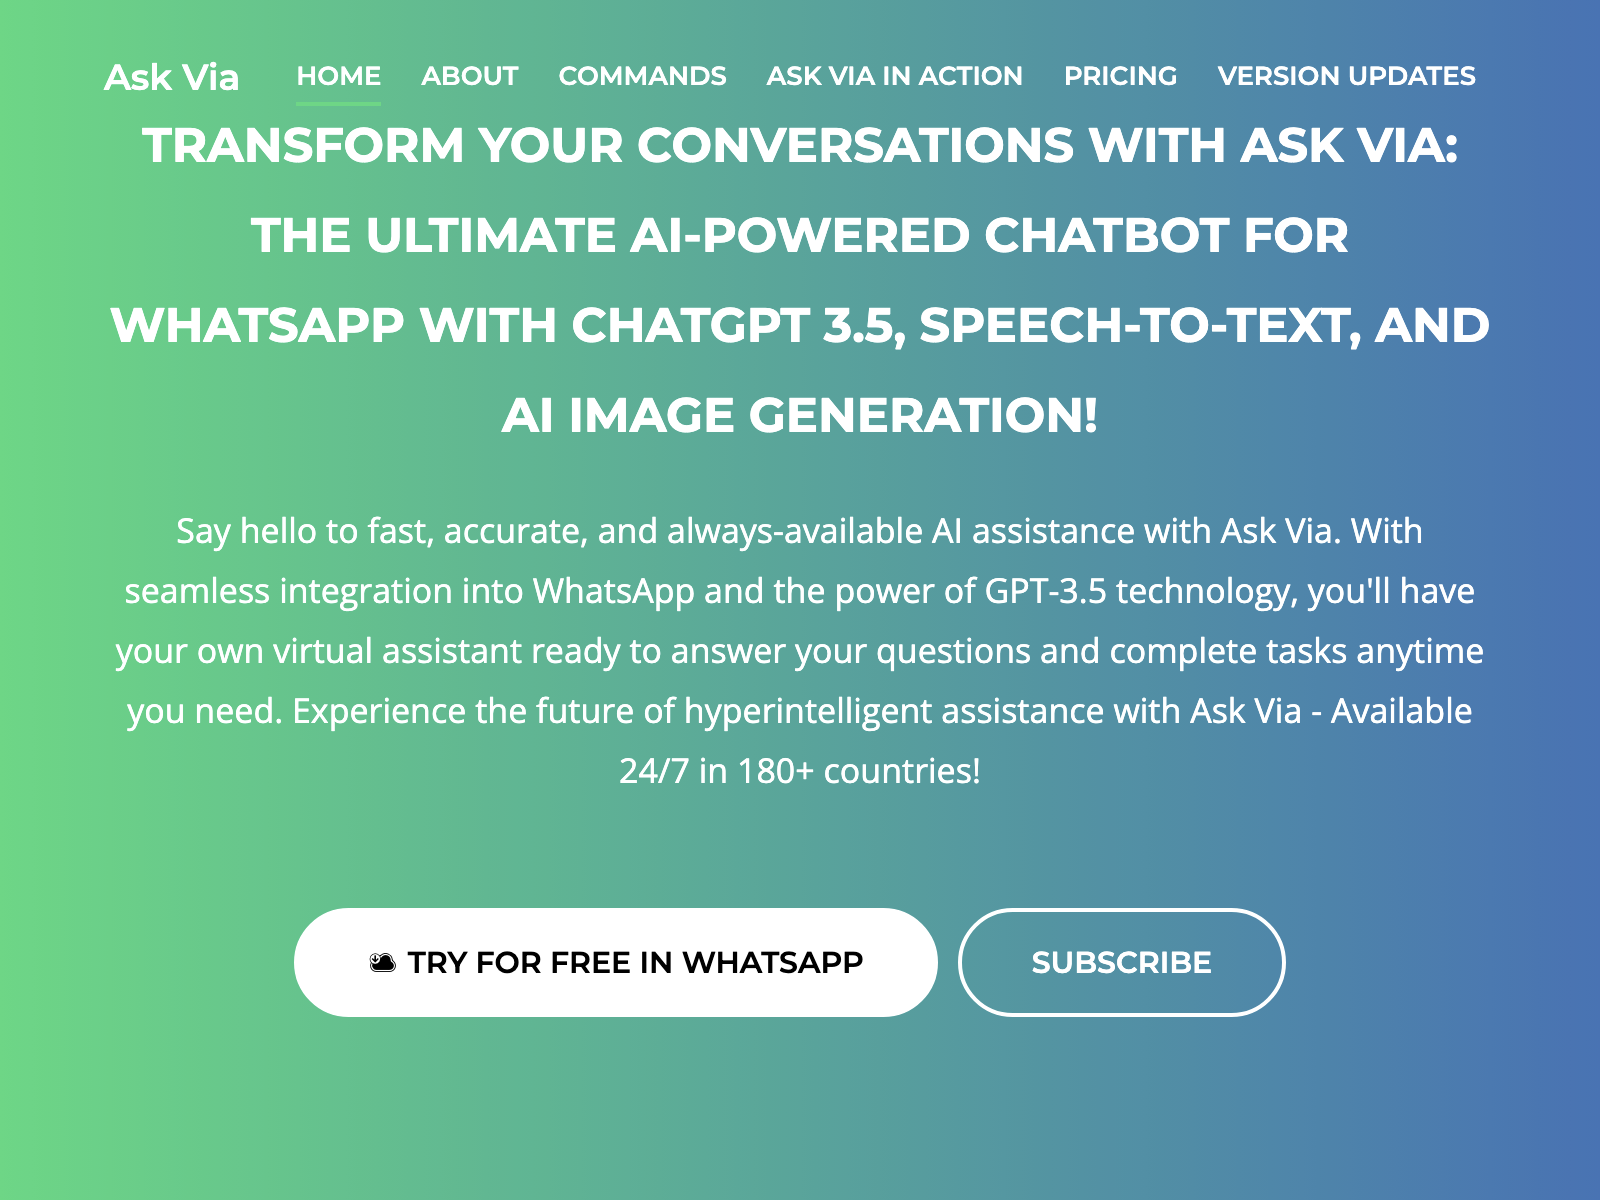 Ask Via HOME ABOUT COMMANDS ASK VIA IN ACTION PRICING VERSION UPDATES
TRANSFORM YOUR CONVERSATIONS WITH ASK VIA:
THE ULTIMATE AI-POWERED CHATBOT FOR
WHATSAPP WITH CHATGPT 3.5, SPEECH-TO-TEXT, AND
AI IMAGE GENERATION!
Say hello to fast, accurate, and always-available AI assistance with Ask Via. With
seamless integration into WhatsApp and the power of GPT-3.5 technology, you'll have
your own virtual assistant ready to answer your questions and complete tasks anytime
you need. Experience the future of hyperintelligent assistance with Ask Via - Available
24/7 in 180+ countries!
TRY FOR FREE IN WHATSAPP SUBSCRIBE